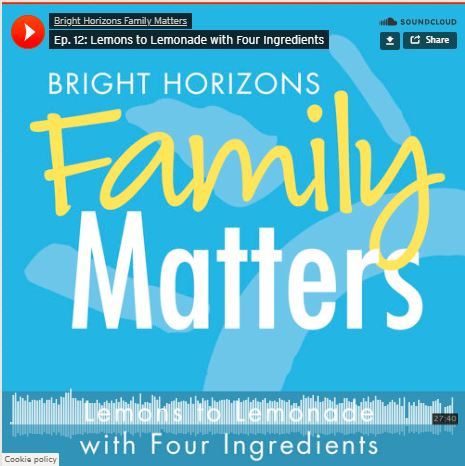 Bright Horizons Family Matters
SOUNDCLOUD
Ep. 12: Lemons to Lemonade with Four Ingredients
Share
BRIGHT HORIZONS
Family
Matters
27:40
Lemons to Lemonade
with Four Ingredients
Cookie policy